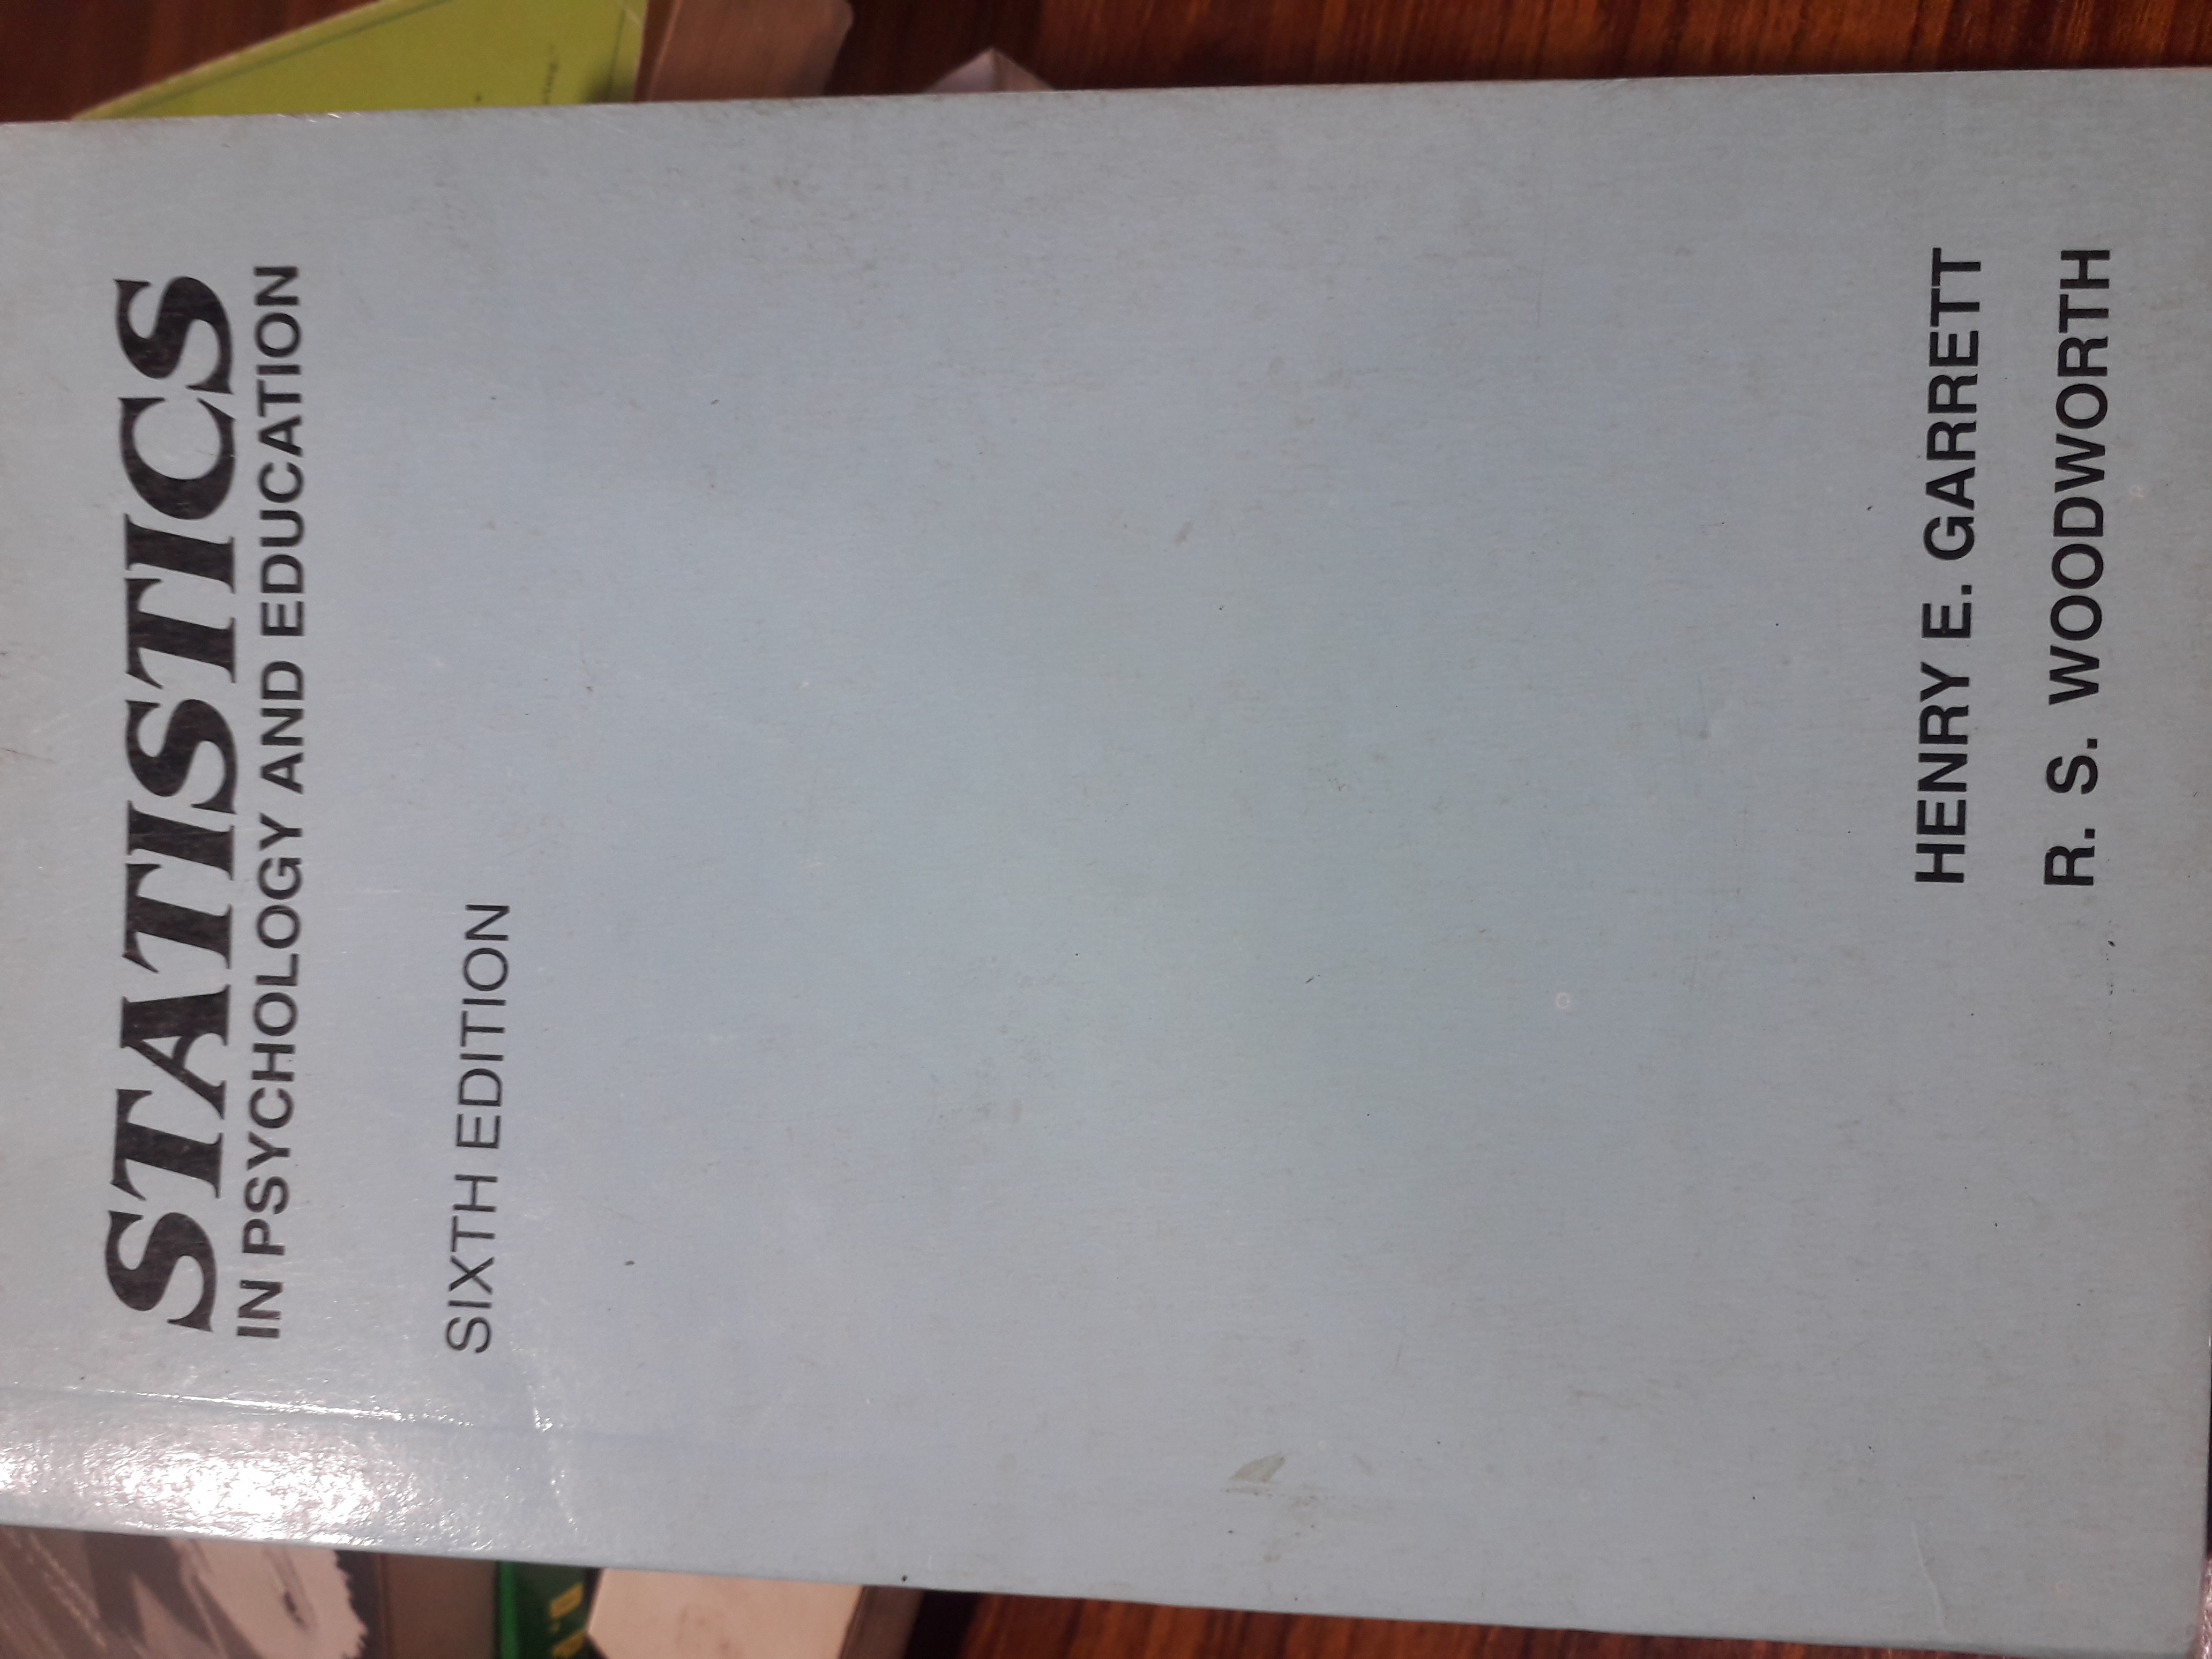 STATISTICS
IN PSYCHOLOGY AND EDUCATION
SIXTH EDITION
HENRY E. GARRETT
R. S. WOODWORTH